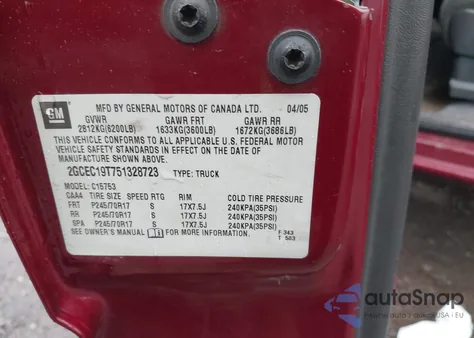 GM
MFD BY GENERAL MOTORS OF CANADA LTD. 04/05
GVWR GAWR FRT GAWR RR
2812KG(6200LB) 1633KG(3600LB) 1672KG(3686LB)
THIS VEHICLE CONFORMS TO ALL APPLICABLE U.S. FEDERAL MOTOR
VEHICLE SAFETY STANDARDS IN EFFECT ON THE DATE OF
MANUFACTURE SHOWN ABOVE.
2GCEC19T751328723 TYPE: TRUCK
MODEL: C15753
CAA4 TIRE SIZE SPEED RTG RIM COLD TIRE PRESSURE
FRT P245/70R17 S 17X7.5J 240KPA(35PSI)
RR P245/70R17 S 17X7.5J 240KPA(35PSI)
SPA P245/70R17 S 17X7.5J 240KPA(35PSI)
SEE OWNER'S MANUAL FOR MORE INFORMATION.
F 343
T 503
autoSnap